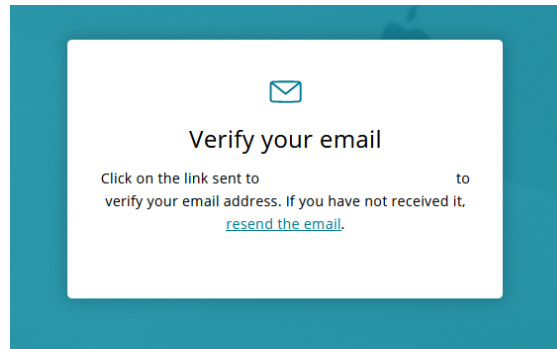 Verify your email
Click on the link sent to to
verify your email address. If you have not received it,
resend the email.